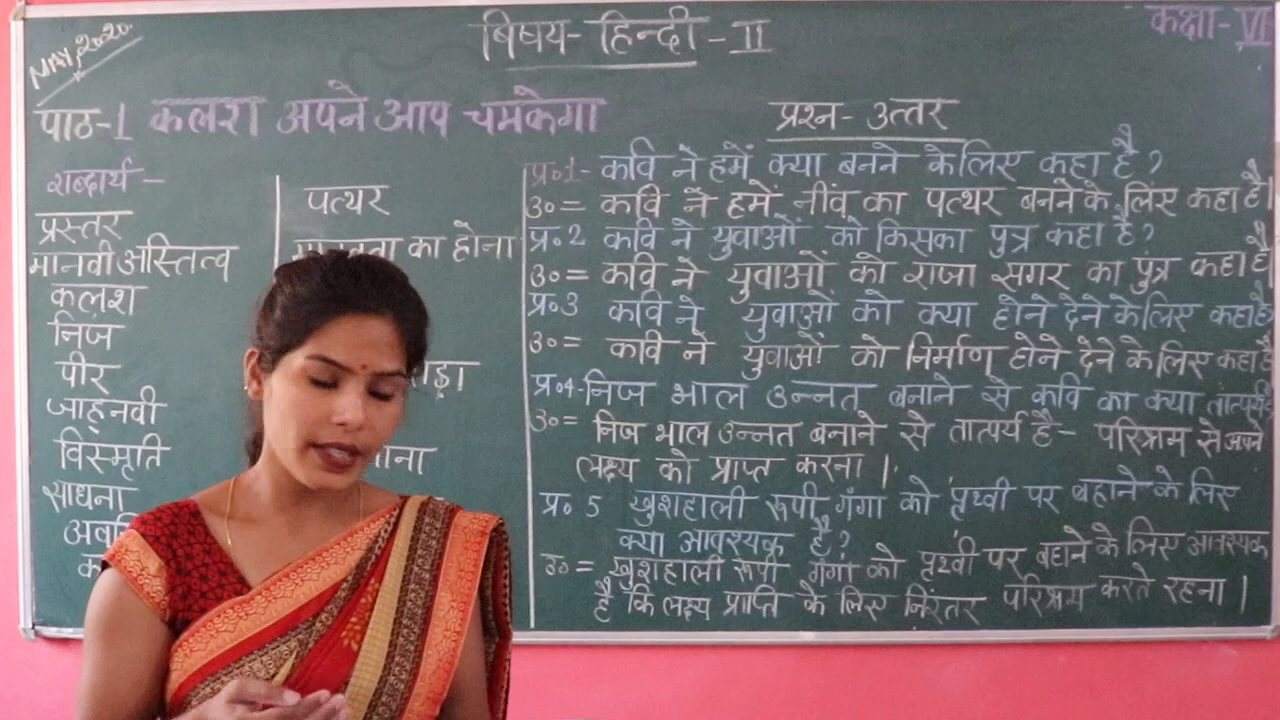 MAY, 2020
बिषय- हिन्दी - II
कक्षा- VI
पाठ-1 कलश अपने आप चमकेगा
शब्दार्थ -
प्रस्तर
पत्थर
मानवी अस्तित्व
का होना
कलश
निज
पीर
जाह्नवी
विस्मृति
साधना
प्रश्न- उत्तर
प्र०1- कवि ने हमें क्या बनने के लिए कहा है?
उ०= कवि ने हमें नींव का पत्थर बनने के लिए कहा है।
प्र०2 कवि ने युवाओं को किसका पुत्र कहा है?
उ०= कवि ने युवाओं को राजा सगर का पुत्र कहा है
प्र०3 कवि ने युवाओं को क्या होने देने के लिए कहा है
उ०= कवि ने युवाओं को निर्माण होने देने के लिए कहा है
प्र०4-निज भाल उन्नत बनाने से कवि का क्या तात्पर्य है
उ०= निज भाल उन्नत बनाने से तात्पर्य है- परिश्रम से अपने
लक्ष्य को प्राप्त करना।
प्र० 5 खुशहाली रूपी गँगा को पृथ्वी पर बहाने के लिए
क्या आवश्यक है?
उ०= खुशहाली रूपी गंगा को पृथ्वी पर बहाने के लिए आवश्यक
है कि लक्ष्य प्राप्ति के लिए निरंतर परिश्रम करते रहना।